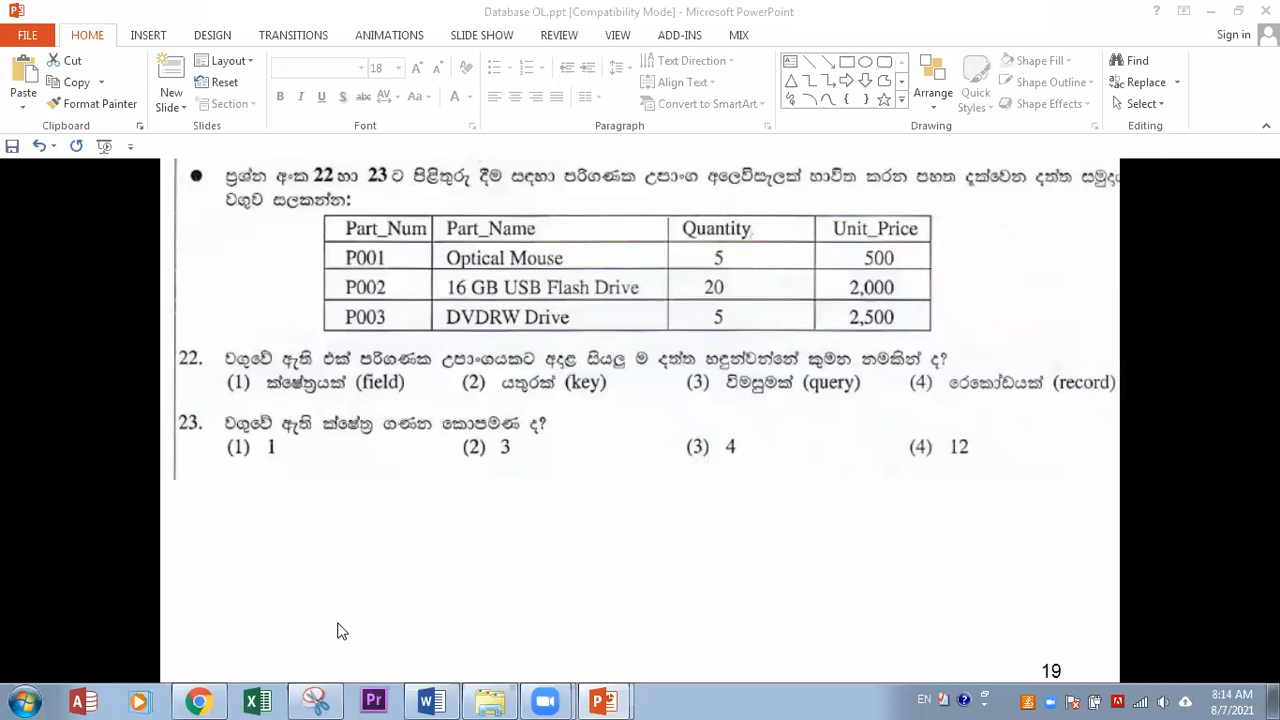 Database OL.ppt [Compatibility Mode] - Microsoft PowerPoint
FILE HOME INSERT DESIGN TRANSITIONS ANIMATIONS SLIDE SHOW REVIEW VIEW ADD-INS MIX Sign in
Cut Layout 18 Text Direction Shape Fill Find
Copy Reset Align Text Shape Outline Replace
Paste Format Painter New Slide Section Convert to SmartArt Arrange Quick Styles Shape Effects Select
Clipboard Slides Font Paragraph Drawing Editing
● ප්‍රශ්න අංක 22 හා 23 ට පිළිතුරු දීම සඳහා පරිගණක උපාංග අලෙවිසැලක් භාවිත කරන පහත දැක්වෙන දත්ත
වගුව සලකන්න:
Part_Num Part_Name Quantity Unit_Price
P001 Optical Mouse 5 500
P002 16 GB USB Flash Drive 20 2,000
P003 DVDRW Drive 5 2,500
22. වගුවේ ඇති එක් පරිගණක උපාංගයකට අදාළ සියලු ම දත්ත හඳුන්වන්නේ කුමන නමකින් ද?
(1) ක්ෂේත්‍රයක් (field) (2) යතුරක් (key) (3) විමසුමක් (query) (4) රෙකෝඩයක් (record)
23. වගුවේ ඇති ක්ෂේත්‍ර ගණන කොපමණ ද?
(1) 1 (2) 3 (3) 4 (4) 12
19
EN 8:14 AM
8/7/2021